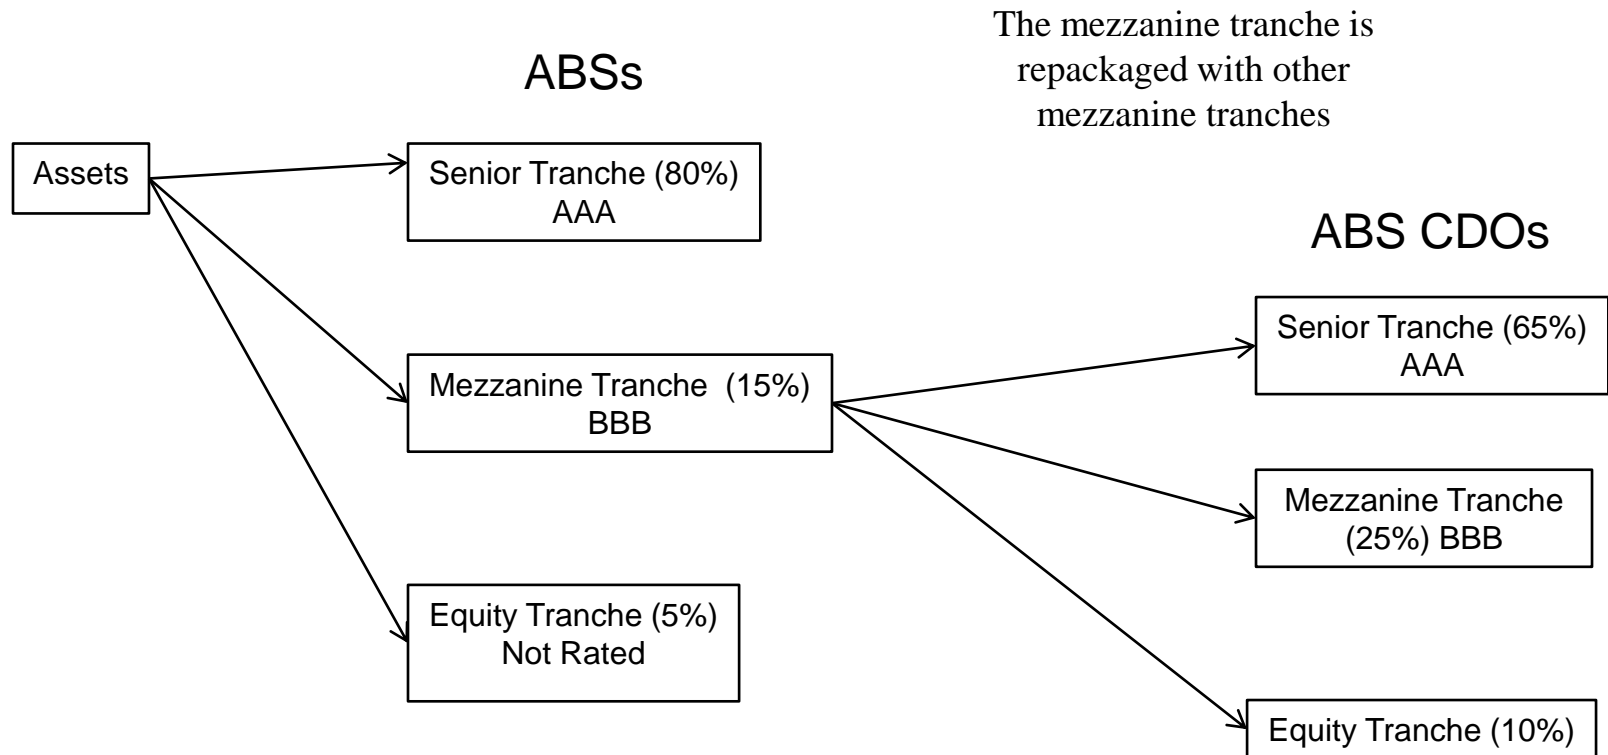 The mezzanine tranche is
repackaged with other
mezzanine tranches
ABSs
Assets
Senior Tranche (80%)
AAA
Mezzanine Tranche (15%)
BBB
Equity Tranche (5%)
Not Rated
ABS CDOs
Senior Tranche (65%)
AAA
Mezzanine Tranche
(25%) BBB
Equity Tranche (10%)